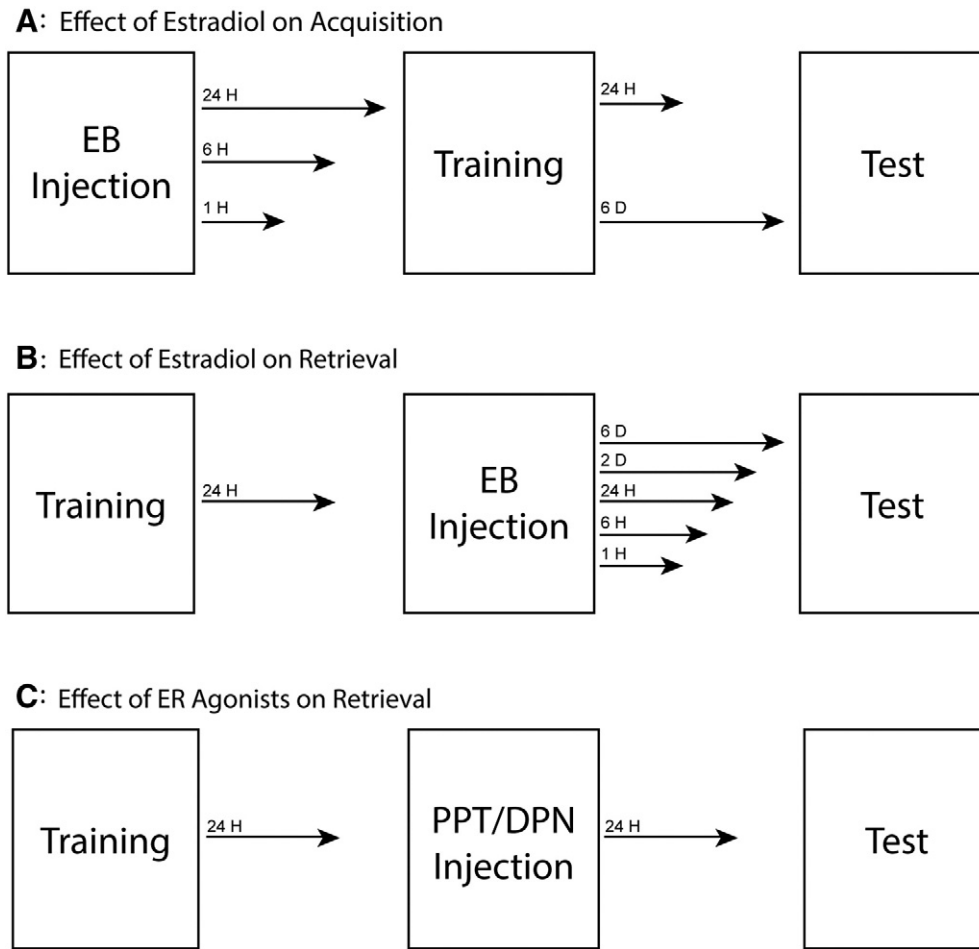 A: Effect of Estradiol on Acquisition
EB
Injection
24 H
6 H
1 H
Training
24 H
6 D
Test
B: Effect of Estradiol on Retrieval
Training
24 H
EB
Injection
6 D
2 D
24 H
6 H
1 H
Test
C: Effect of ER Agonists on Retrieval
Training
24 H
PPT/DPN
Injection
24 H
Test